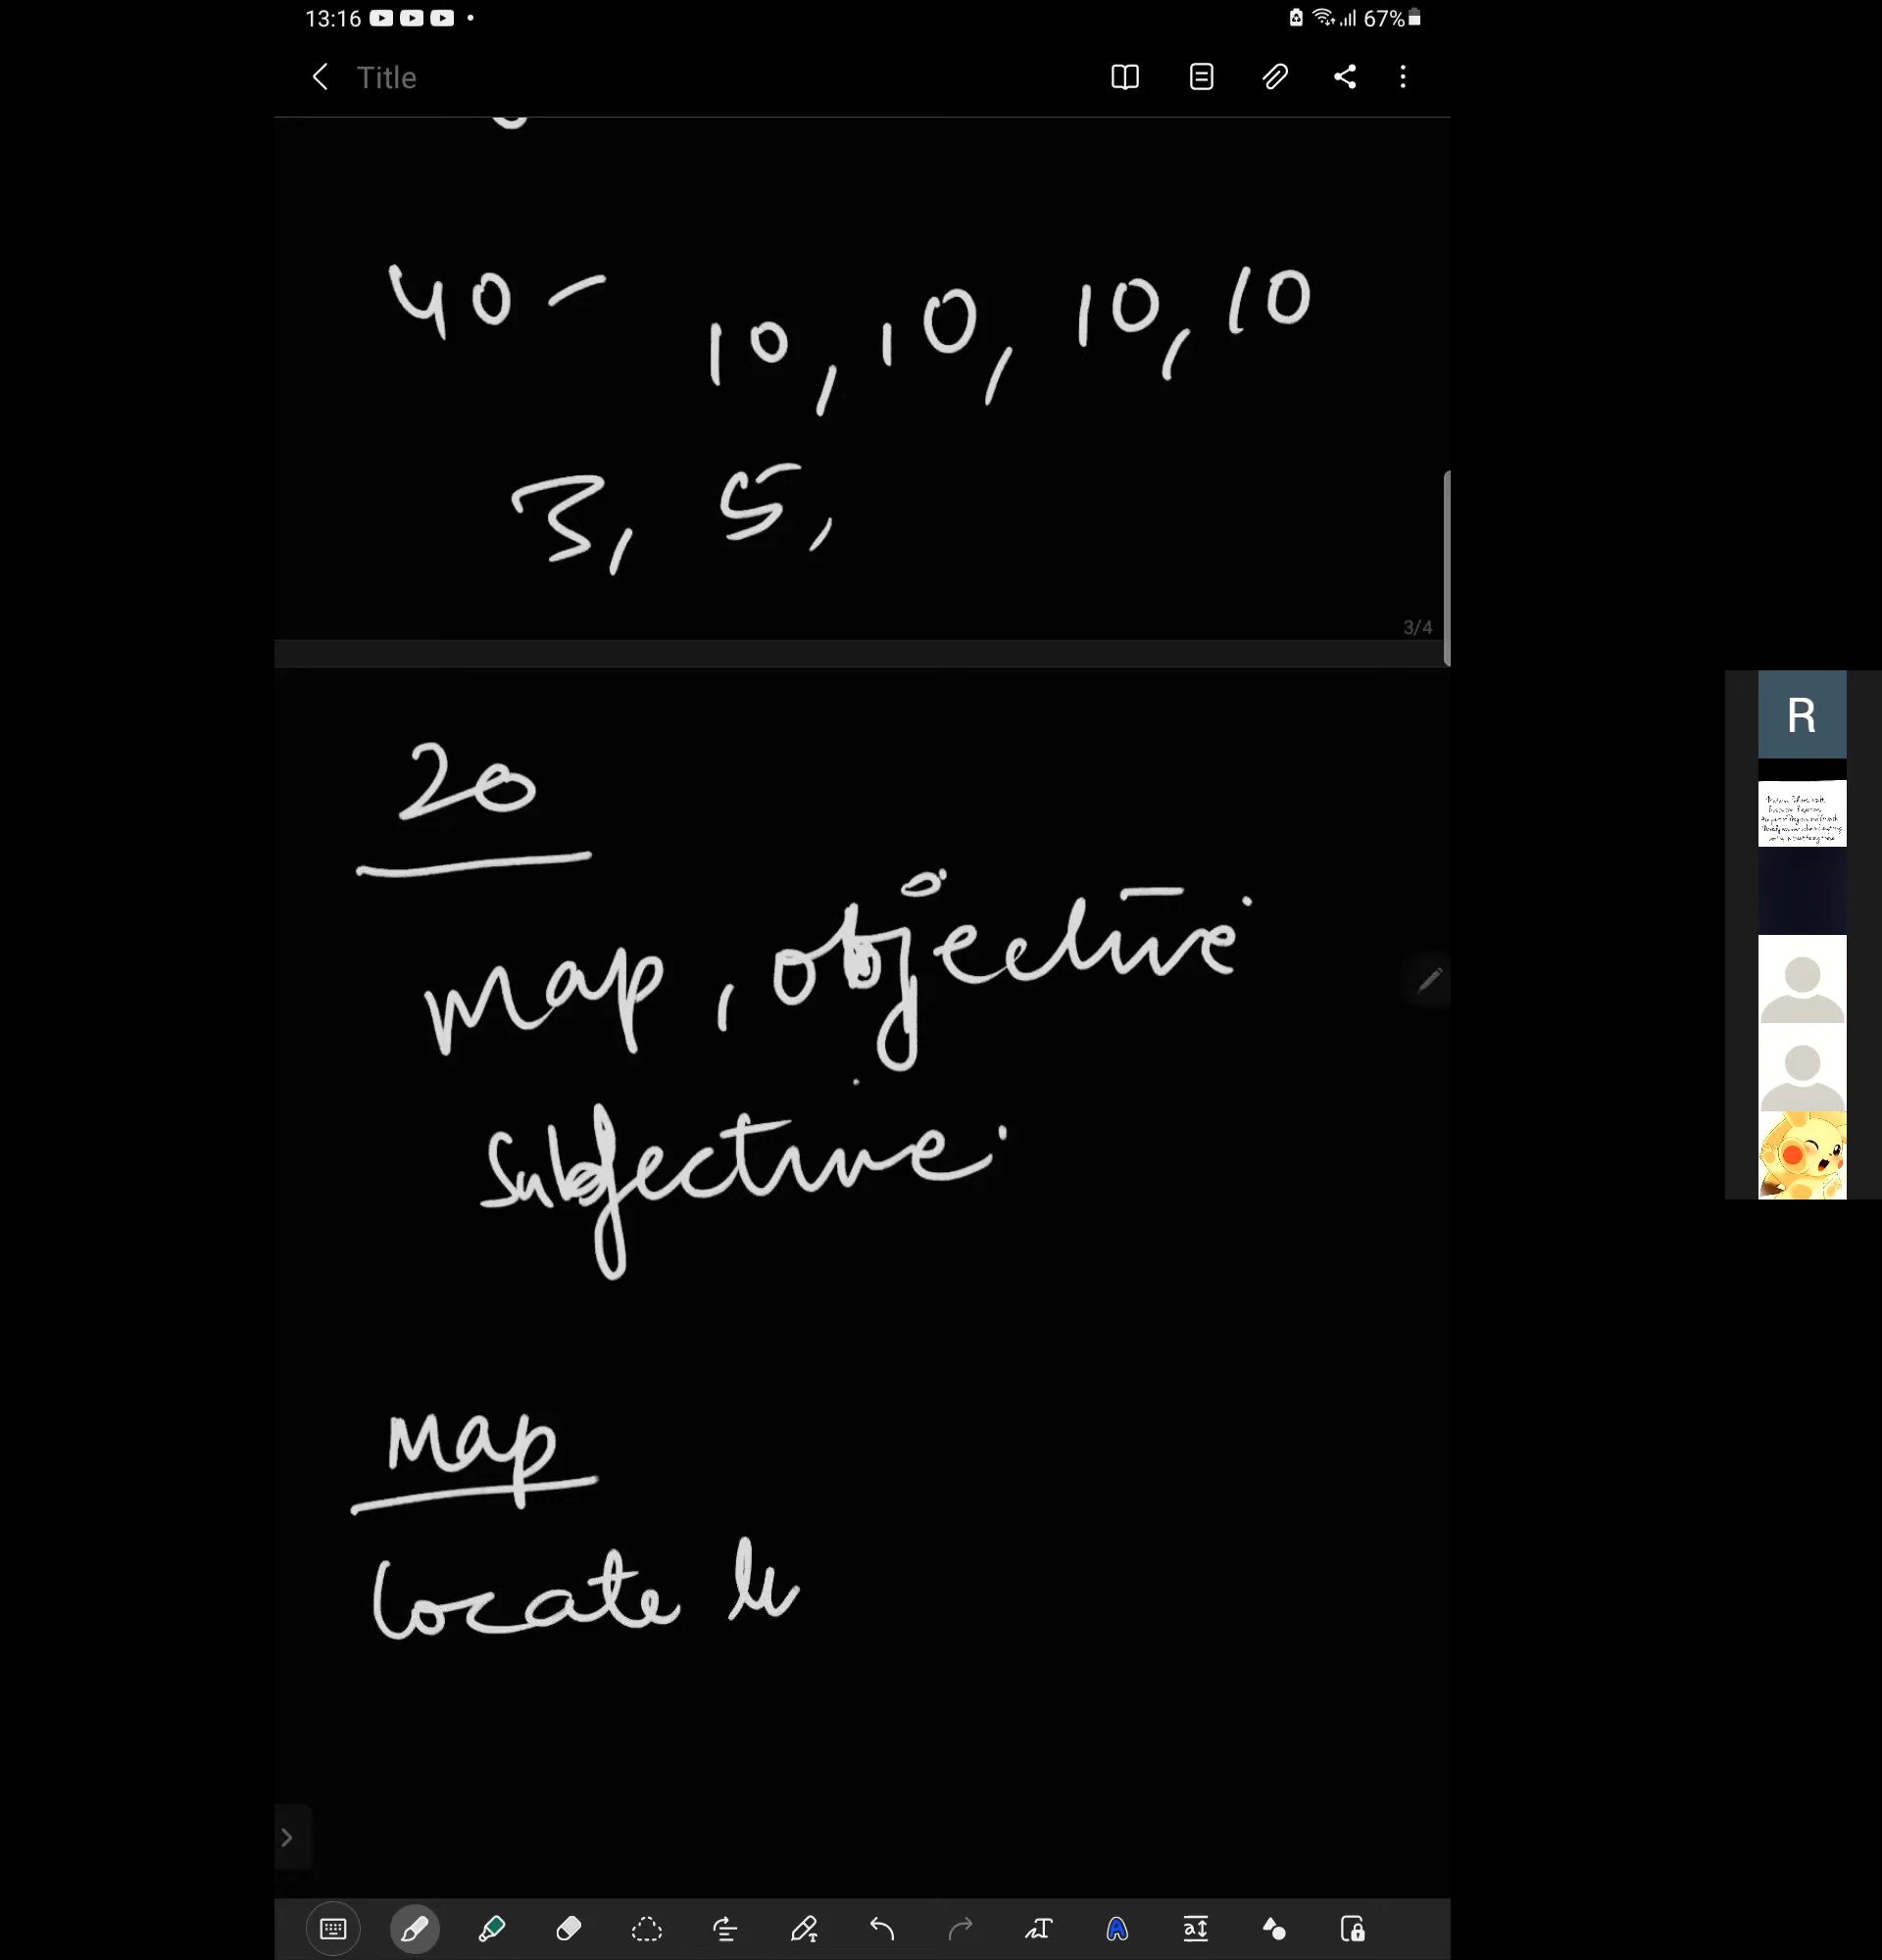 13:16
67%
Title
40 -
10, 10, 10, 10
3, 5,
3/4
20
Map, objective
Subjective
Map
Locate
R